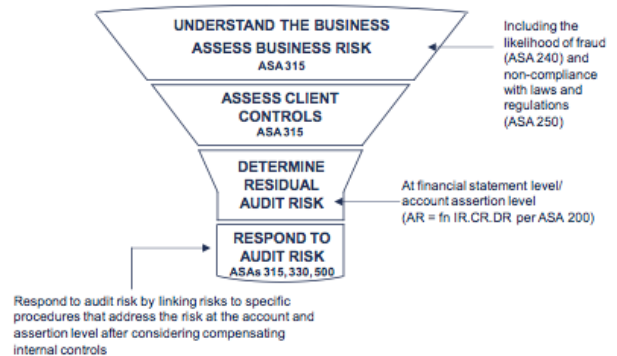 UNDERSTAND THE BUSINESS
ASSESS BUSINESS RISK
ASA 315
Including the
likelihood of fraud
(ASA 240) and
non-compliance
with laws and
regulations
(ASA 250)
ASSESS CLIENT
CONTROLS
ASA 315
DETERMINE
RESIDUAL
AUDIT RISK
At financial statement level/
account assertion level
(AR = fn IR.CR.DR per ASA 200)
RESPOND TO
AUDIT RISK
ASAs 315, 330, 500
Respond to audit risk by linking risks to specific
procedures that address the risk at the account and
assertion level after considering compensating
internal controls